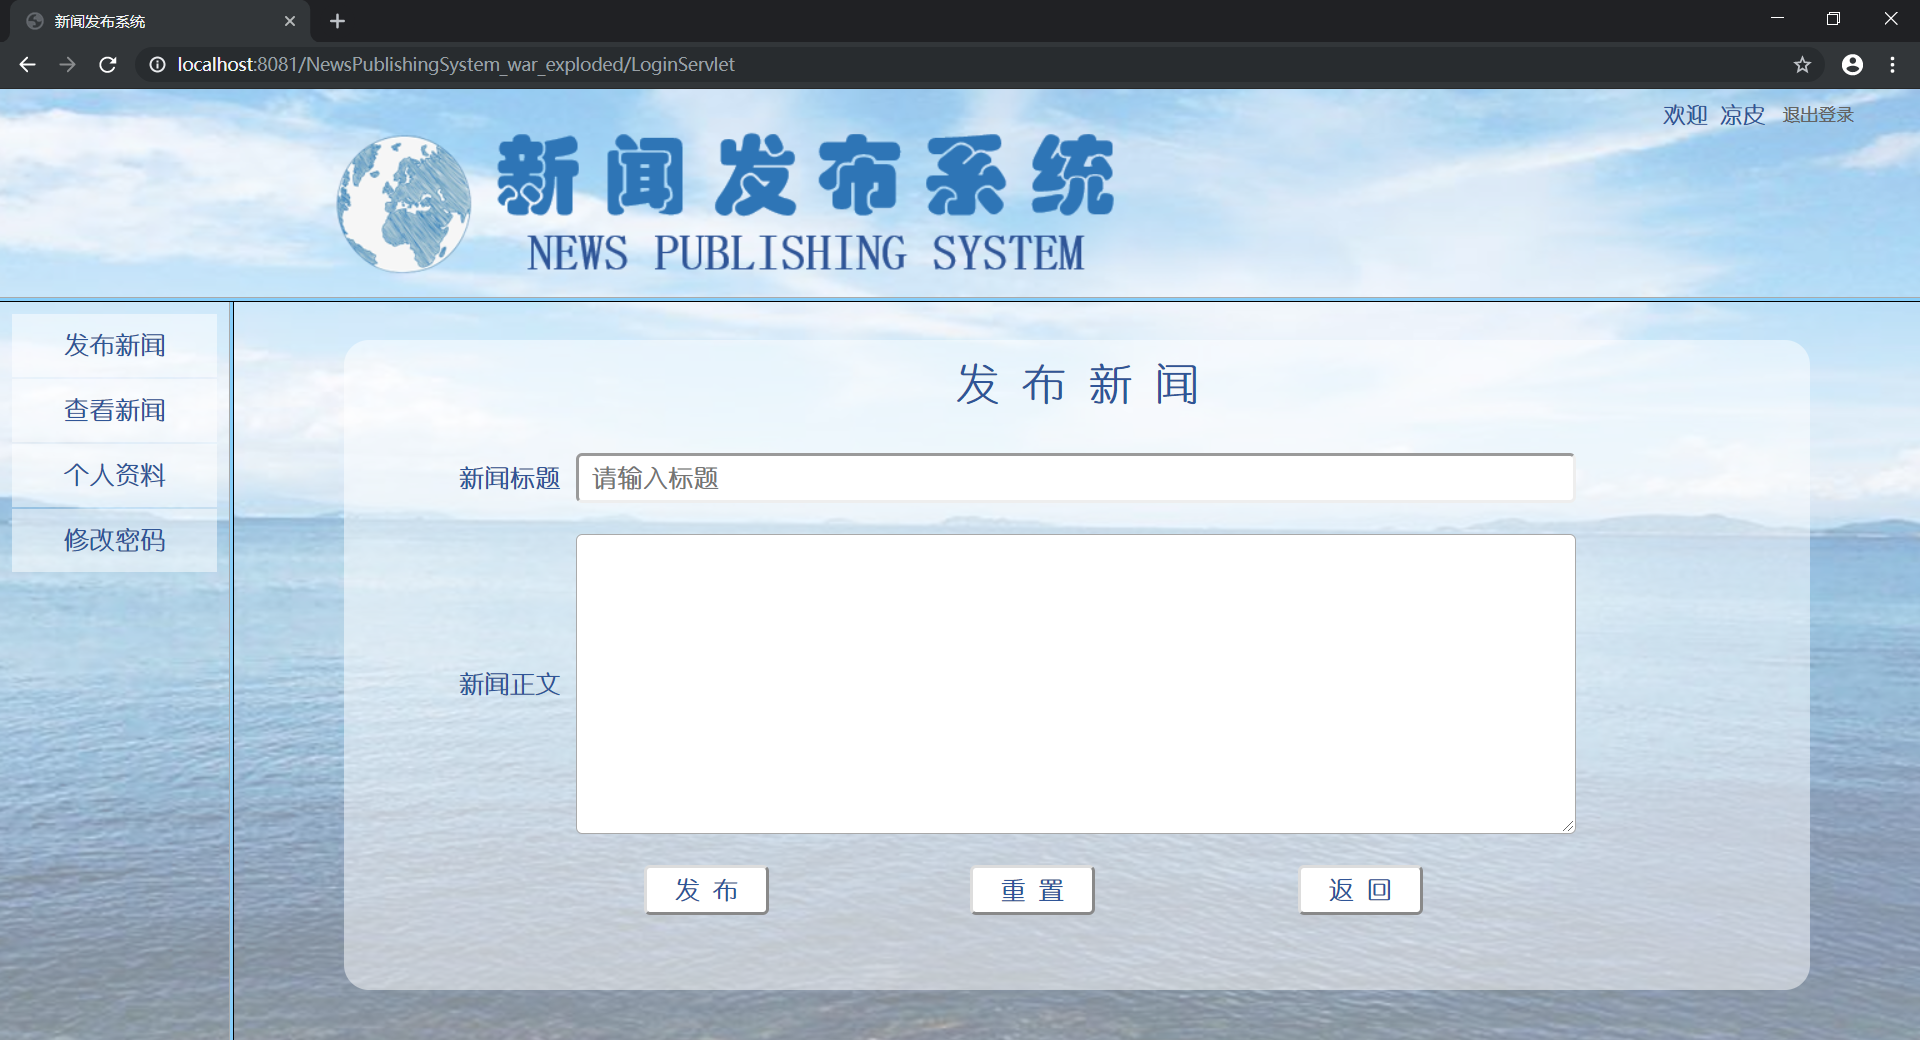 新闻发布系统
localhost:8081/NewsPublishingSystem_war_exploded/LoginServlet
欢迎 凉皮 退出登录
新闻发布系统
NEWS PUBLISHING SYSTEM
发布新闻
查看新闻
个人资料
修改密码
发 布 新 闻
新闻标题 请输入标题
新闻正文
发 布 重 置 返 回